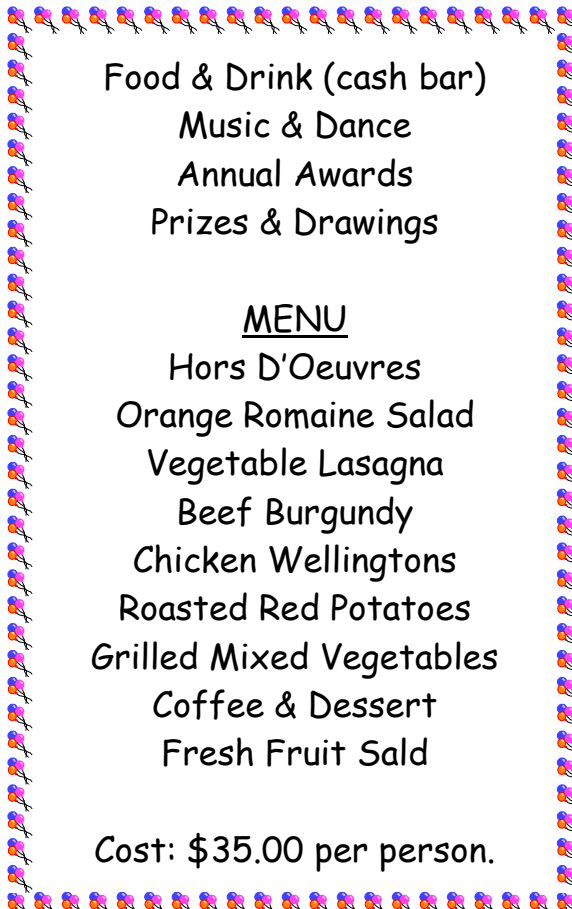 Food & Drink (cash bar)
Music & Dance
Annual Awards
Prizes & Drawings
MENU
Hors D’Oeuvres
Orange Romaine Salad
Vegetable Lasagna
Beef Burgundy
Chicken Wellingtons
Roasted Red Potatoes
Grilled Mixed Vegetables
Coffee & Dessert
Fresh Fruit Sald
Cost: $35.00 per person.